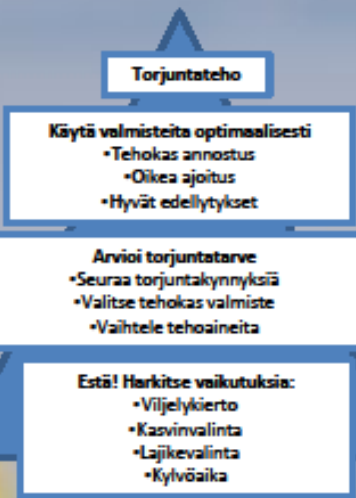 Torjuntateho
Käytä valmisteita optimaalisesti
•Tehokas annostus
•Oikea ajoitus
•Hyvät edellytykset
Arvioi torjuntatarve
•Seuraa torjuntakynnyksiä
•Valitse tehokas valmiste
•Vaihtele tehoaineita
Estä! Harkitse vaikutuksia:
•Viljelykierto
•Kasvinvalinta
•Lajikevalinta
•Kylvöaika